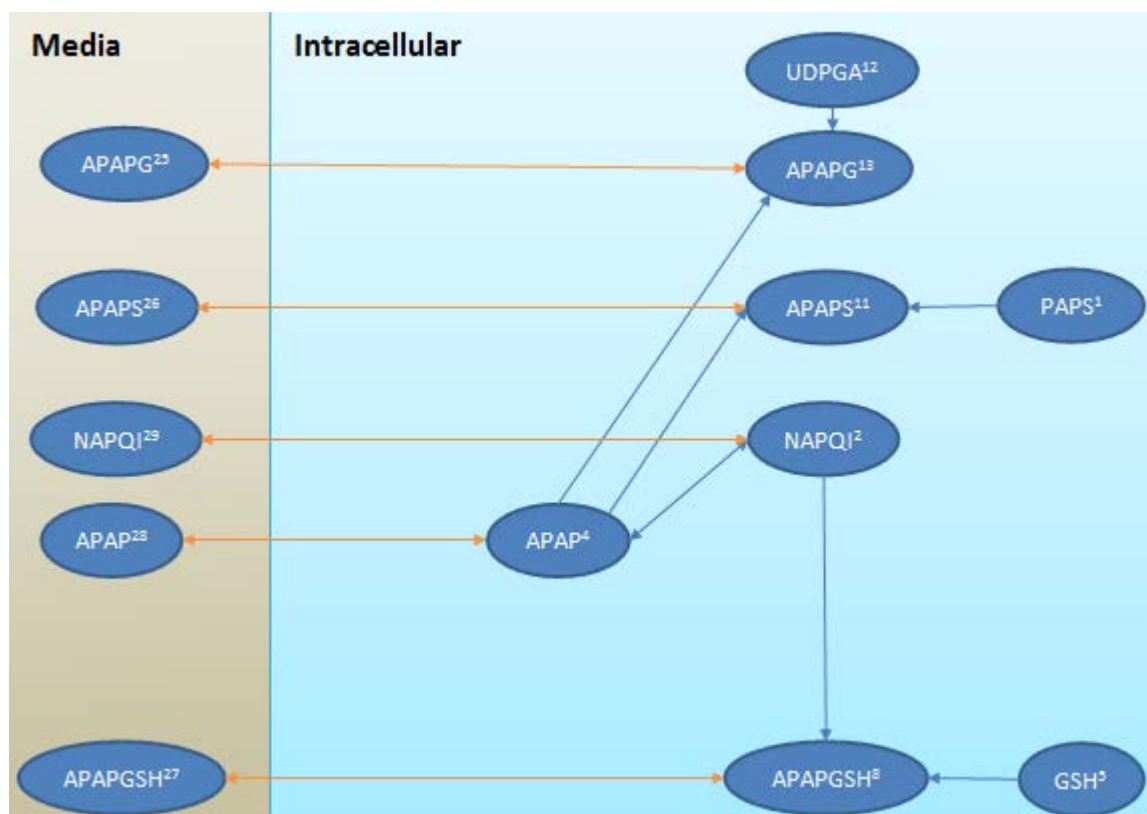 Media
Intracellular
UDPGA¹²
APAPG²⁵
APAPG¹³
APAPS²⁶
APAPS¹¹
PAPS¹
NAPQI²⁹
NAPQI²
APAP²⁸
APAP⁴
APAPGSH²⁷
APAPGSH⁸
GSH⁵